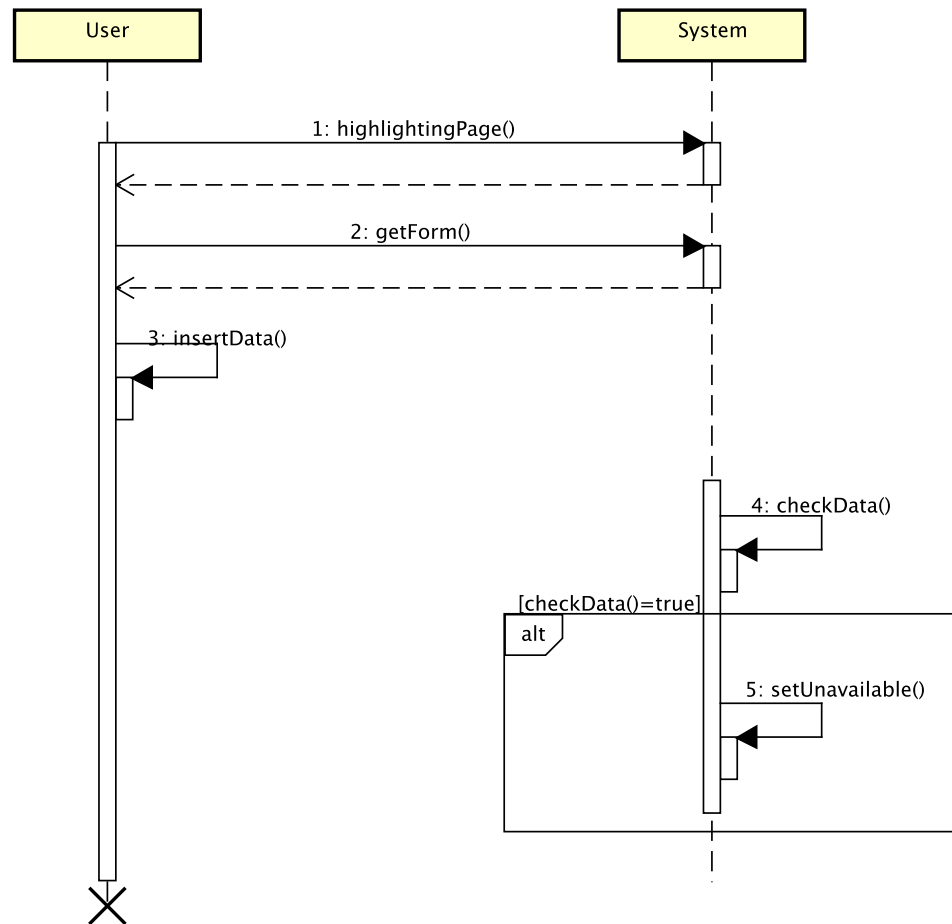 User
System
1: highlightingPage()
2: getForm()
3: insertData()
4: checkData()
[checkData()=true]
alt
5: setUnavailable()